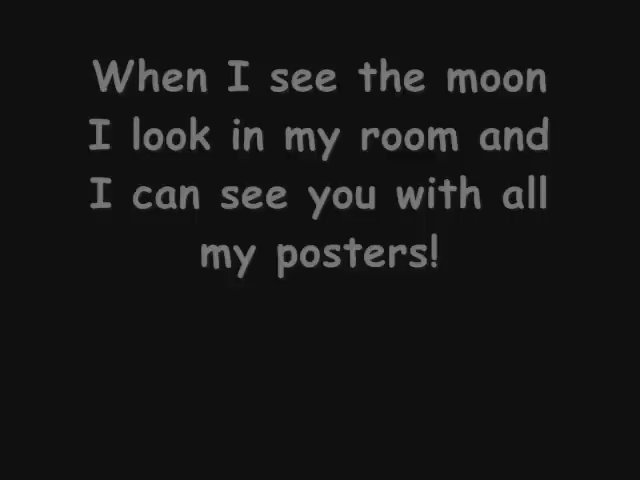 When I see the moon
I look in my room and
I can see you with all
my posters!